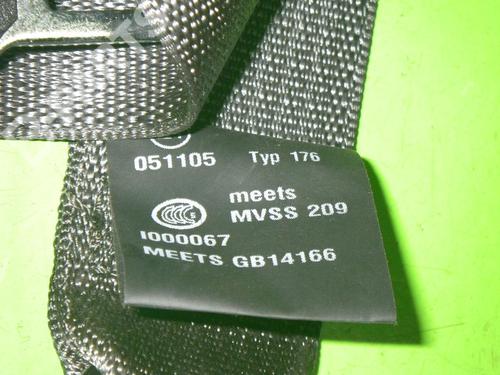 051105 Typ 176
meets
MVSS 209
I000067
MEETS GB14166